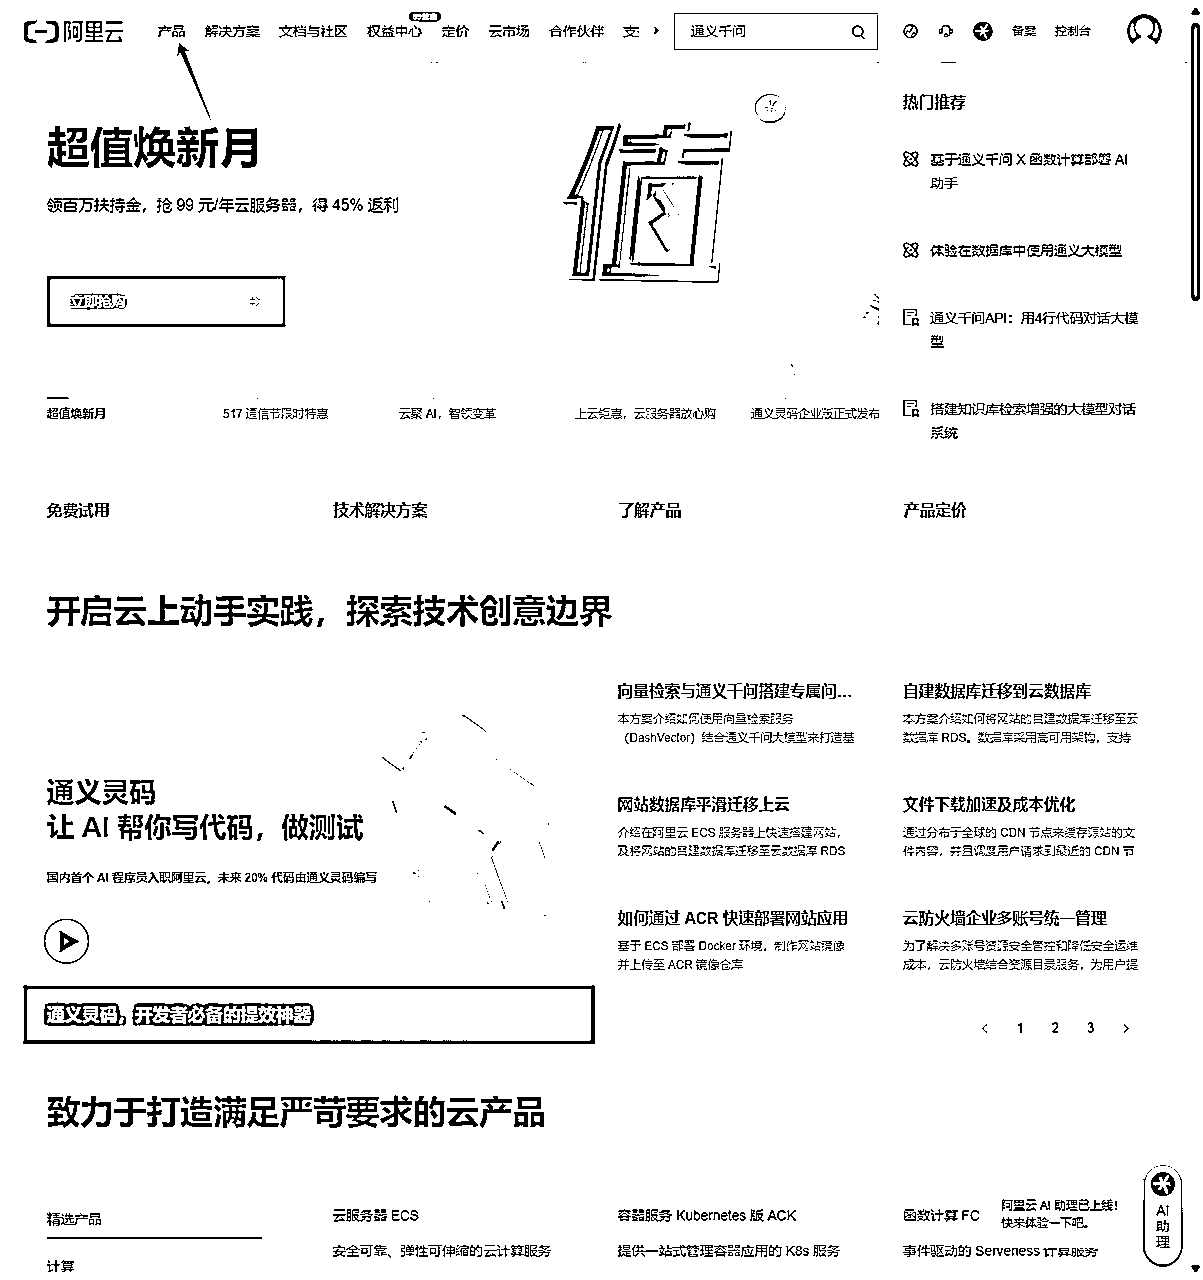 阿里云
产品
解决方案
文档与社区
权益中心
定价
云市场
合作伙伴
支
通义千问
备案
控制台
超值焕新月
领百万扶持金，抢 99 元/年云服务器，得 45% 返利
立即抢购
值
热门推荐
基于通义千问 X 函数计算部署 AI
助手
体验在数据库中使用通义大模型
通义千问API：用4行代码对话大模
型
搭建知识库检索增强的大模型对话
系统
超值焕新月
517 通信节限时特惠
云聚 AI，智领变革
上云钜惠，云服务器放心购
通义灵码企业版正式发布
免费试用
技术解决方案
了解产品
产品定价
开启云上动手实践，探索技术创意边界
通义灵码
让 AI 帮你写代码，做测试
国内首个 AI 程序员入职阿里云，未来 20% 代码由通义灵码编写
通义灵码，开发者必备的提效神器
向量检索与通义千问搭建专属问...
本方案介绍如何使用向量检索服务
（DashVector）结合通义千问大模型来打造基
自建数据库迁移到云数据库
本方案介绍如何将网站的自建数据库迁移至云
数据库 RDS。数据库采用高可用架构，支持
网站数据库平滑迁移上云
介绍在阿里云 ECS 服务器上快速搭建网站，
及将网站的自建数据库迁移至云数据库 RDS
文件下载加速及成本优化
通过分布于全球的 CDN 节点来缓存源站的文
件内容，并且调度用户请求到最近的 CDN 节
如何通过 ACR 快速部署网站应用
基于 ECS 部署 Docker 环境，制作网站镜像
并上传至 ACR 镜像仓库
云防火墙企业多账号统一管理
为了解决多账号资源安全管控和降低安全运维
成本，云防火墙结合资源目录服务，为用户提
1 2 3
致力于打造满足严苛要求的云产品
精选产品
计算
云服务器 ECS
安全可靠、弹性可伸缩的云计算服务
容器服务 Kubernetes 版 ACK
提供一站式管理容器应用的 K8s 服务
函数计算 FC
事件驱动的 Serverless 计算服务
阿里云 AI 助理已上线！
快来体验一下吧。
AI
助
理